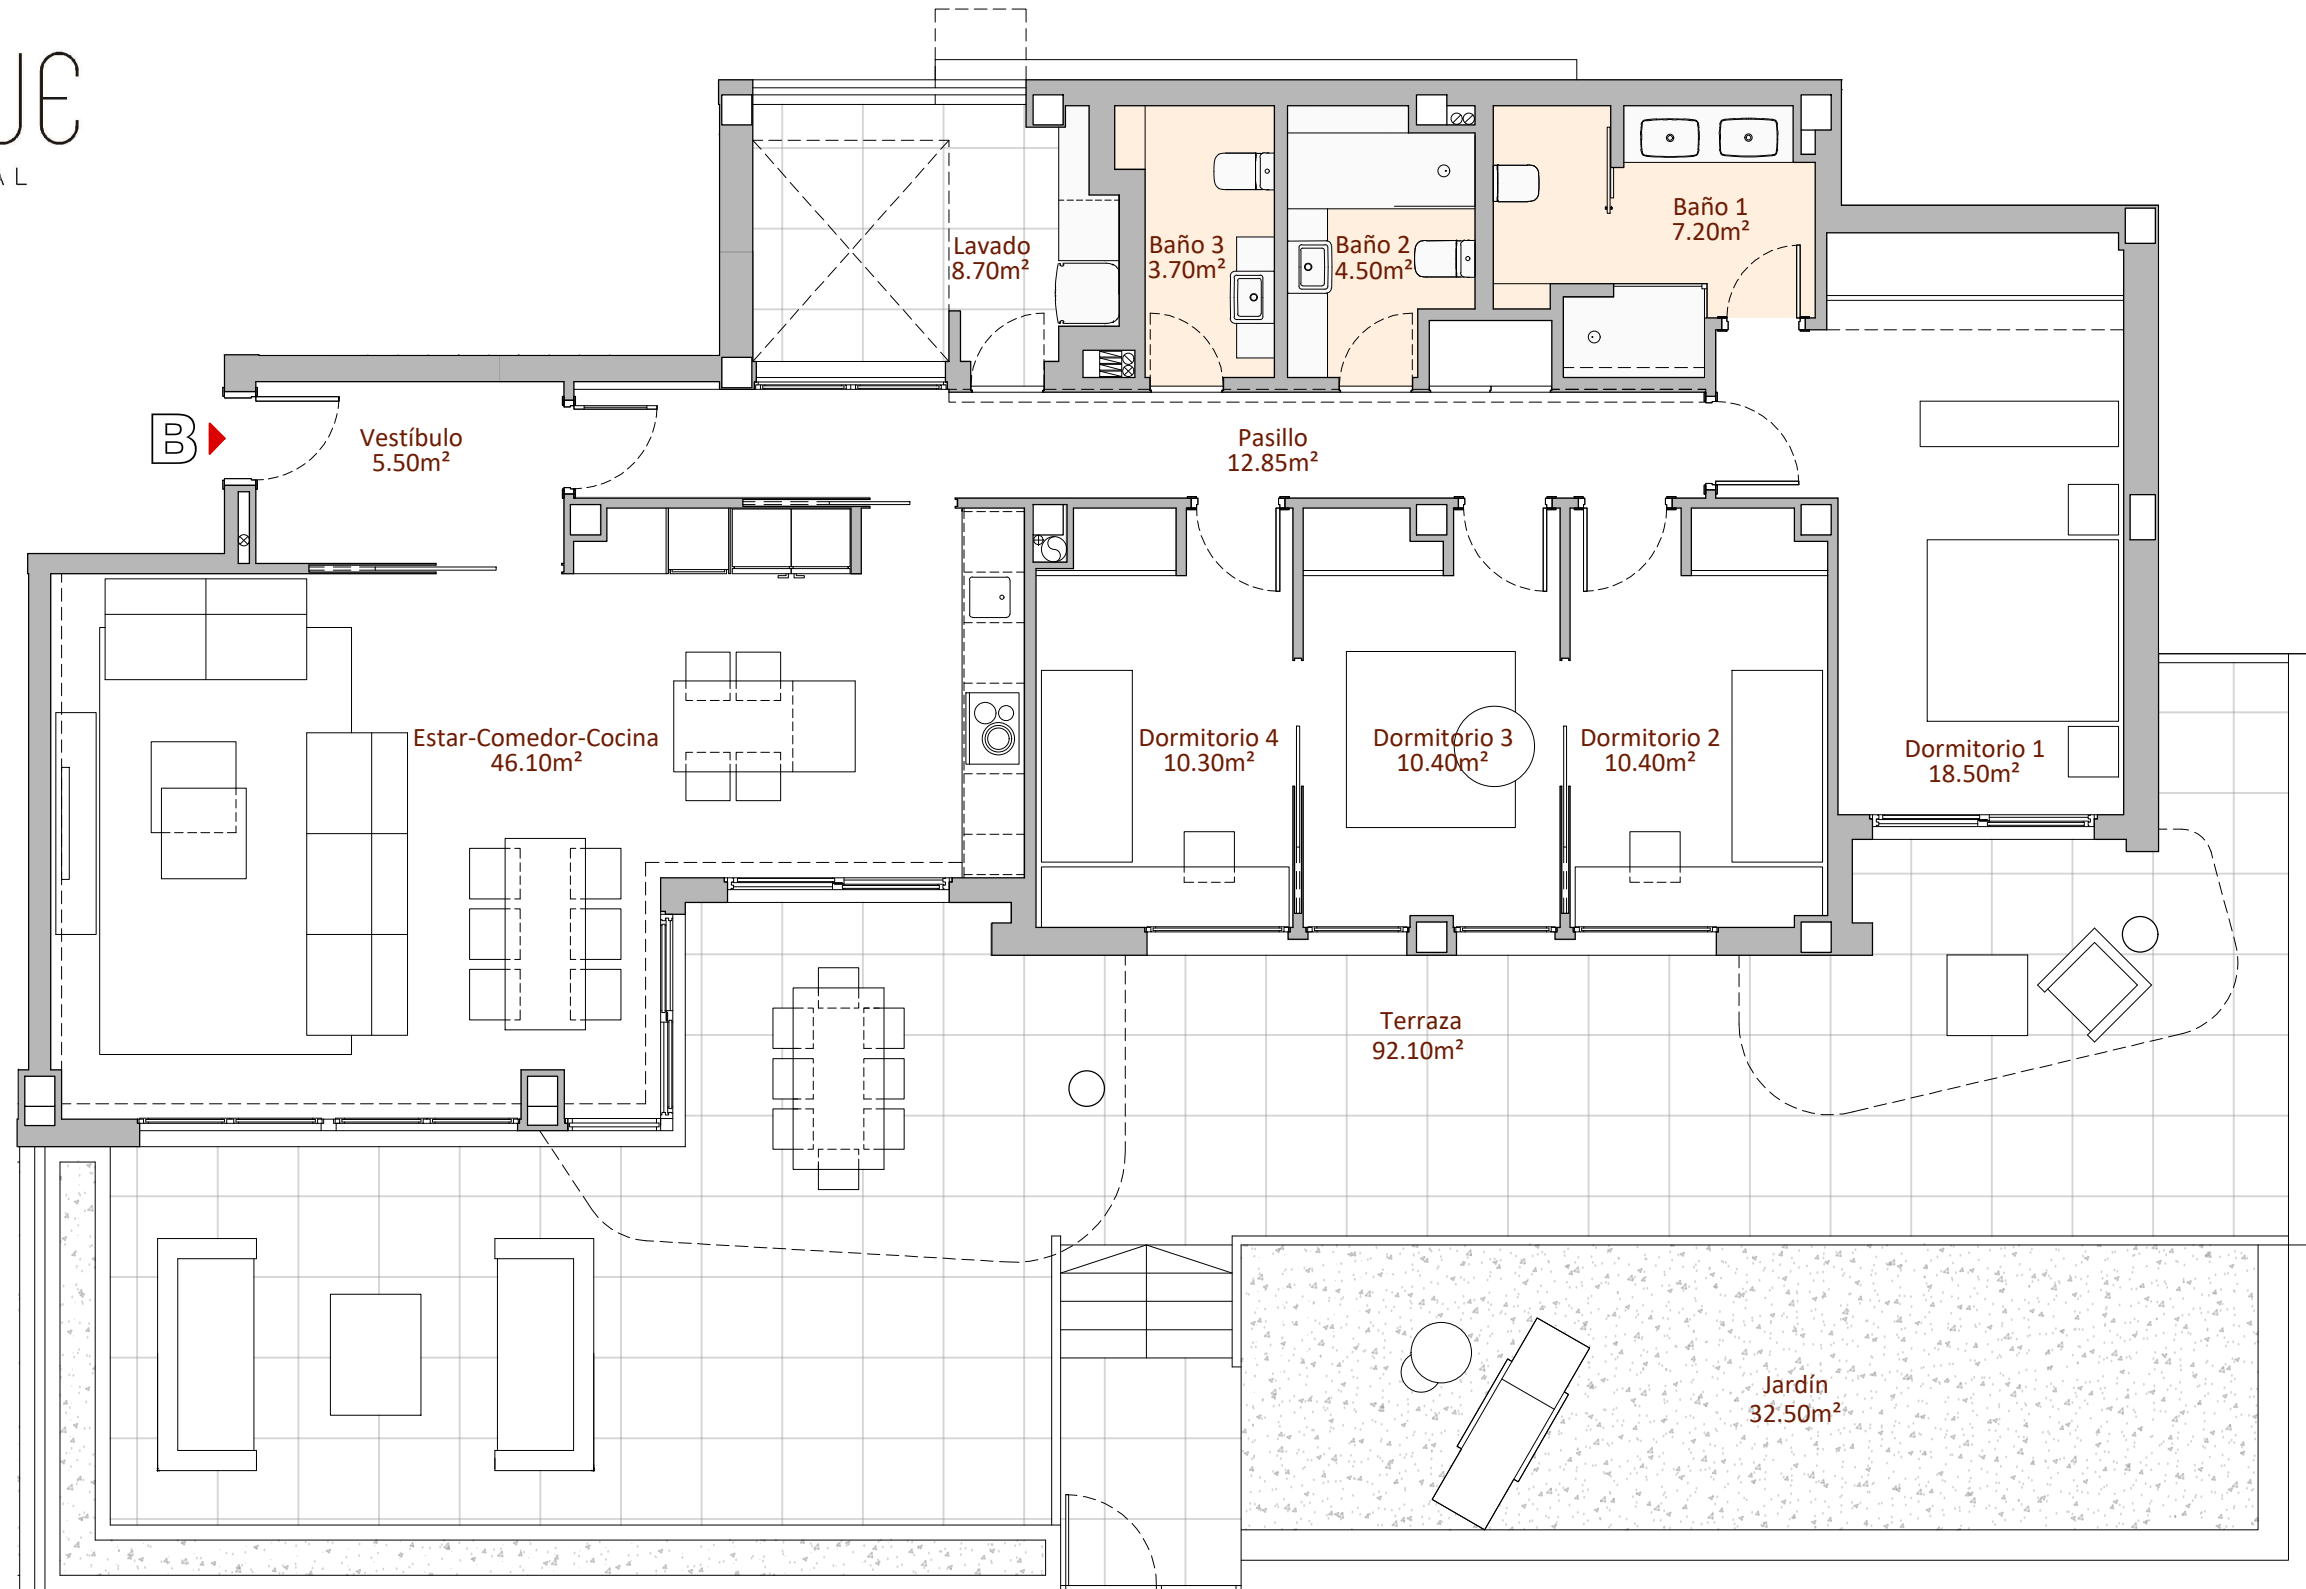 UE
AL
Baño 1
7.20m²
Lavado
8.70m²
Baño 3
3.70m²
Baño 2
4.50m²
B
Vestíbulo
5.50m²
Pasillo
12.85m²
Estar-Comedor-Cocina
46.10m²
Dormitorio 4
10.30m²
Dormitorio 3
10.40m²
Dormitorio 2
10.40m²
Dormitorio 1
18.50m²
Terraza
92.10m²
Jardín
32.50m²